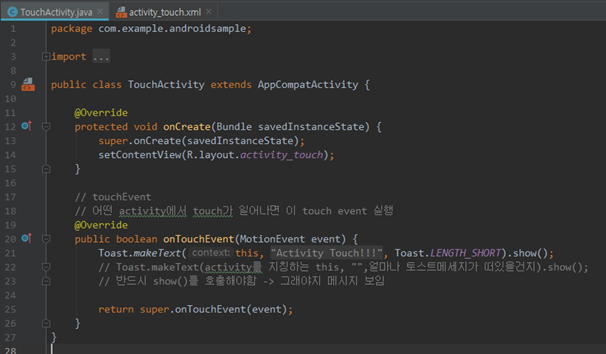 TouchActivity.java × activity_touch.xml ×
1 package com.example.androidsample;
2
3 import ...
8
9 public class TouchActivity extends AppCompatActivity {
10
11 @Override
12 protected void onCreate(Bundle savedInstanceState) {
13 super.onCreate(savedInstanceState);
14 setContentView(R.layout.activity_touch);
15 }
16
17 // touchEvent
18 // 어떤 activity에서 touch가 일어나면 이 touch event 실행
19 @Override
20 public boolean onTouchEvent(MotionEvent event) {
21 Toast.makeText( context: this, "Activity Touch!!!", Toast.LENGTH_SHORT).show();
22 // Toast.makeText(activity를 지칭하는 this, "",얼마나 토스트메세지가 떠있을건지).show();
23 // 반드시 show()를 호출해야함 -> 그래야지 메시지 보임
24
25 return super.onTouchEvent(event);
26 }
27 }
28